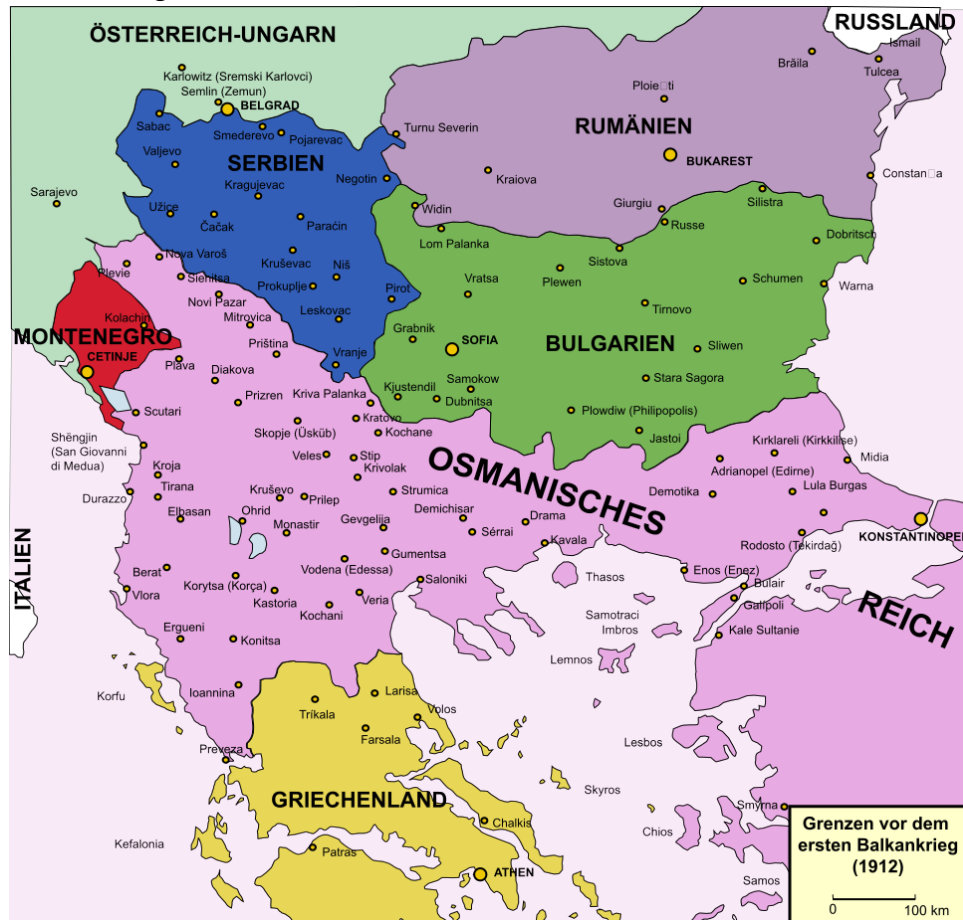 ÖSTERREICH-UNGARN
RUSSLAND
Ismail
Brăila
Tulcea
Karlowitz (Sremski Karlovci)
Semlin (Zemun)
BELGRAD
Ploie□ti
RUMÄNIEN
Sabac
Smederevo
Pojarevac
Turnu Severin
Valjevo
SERBIEN
BUKAREST
Kraiova
Constan□a
Negotin
Sarajevo
Kragujevac
Silistra
Užice
Čačak
Paraćin
Widin
Giurgiu
Russe
Lom Palanka
Dobritsch
Nova Varoš
Kruševac
Sistova
Plevie
Sienitsa
Niš
Vratsa
Plewen
Schumen
Warna
Prokuplje
Novi Pazar
Pirot
Tirnovo
Kolachin
Mitrovica
Leskovac
Grabnik
MONTENEGRO
CETINJE
Priština
SOFIA
BULGARIEN
Sliwen
Plava
Vranje
Diakova
Kjustendil
Samokow
Stara Sagora
Prizren
Kriva Palanka
Dubnitsa
Scutari
Kratovo
Plowdiw (Philipopolis)
Skopje (Üsküb)
Kochane
Jastoi
Shëngjin
(San Giovanni
di Medua)
Veles
Stip
Krivolak
OSMANISCHES
Kırklareli (Kirkkilise)
Midia
Kroja
Tirana
Adrianopel (Edirne)
Durazzo
Kruševo
Prilep
Strumica
Demotika
Lula Burgas
Elbasan
Ohrid
Monastir
Gevgelija
Demichisar
Sérrai
Drama
KONSTANTINOPEL
Kavala
Rodosto (Tekirdağ)
ITALIEN
Gumentsa
Berat
Vodena (Edessa)
Enos (Enez)
Korytsa (Korça)
Saloniki
Thasos
Bulair
Vlora
Kastoria
Veria
Gallipoli
REICH
Kochani
Samotraci
Imbros
Ergueni
Konitsa
Kale Sultanie
Lemnos
Korfu
Ioannina
Larisa
Tríkala
Volos
Farsala
Lesbos
Preveza
Skyros
GRIECHENLAND
Smyrna
Chalkis
Chios
Kefalonia
Patras
ATHEN
Samos
Grenzen vor dem
ersten Balkankrieg
(1912)
0
100 km